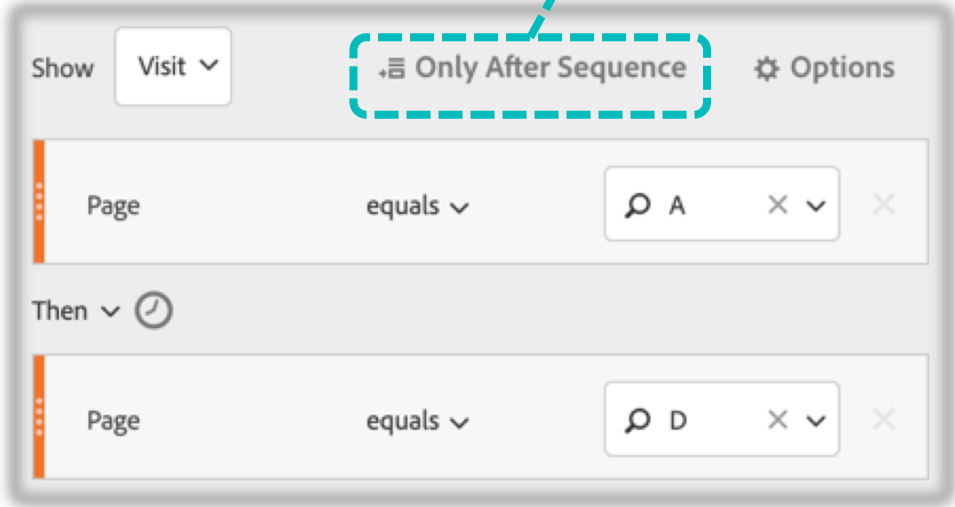 Show Visit Only After Sequence Options
Page equals A
Then
Page equals D